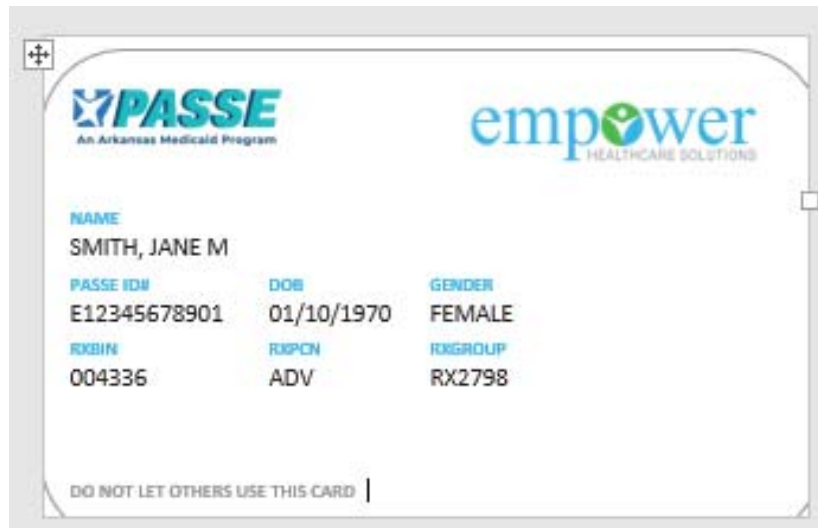 PASSE
An Arkansas Medicaid Program
empower
HEALTHCARE SOLUTIONS
NAME
SMITH, JANE M
PASSE ID# DOB GENDER
E12345678901 01/10/1970 FEMALE
RXBIN RXPCN RXGROUP
004336 ADV RX2798
DO NOT LET OTHERS USE THIS CARD